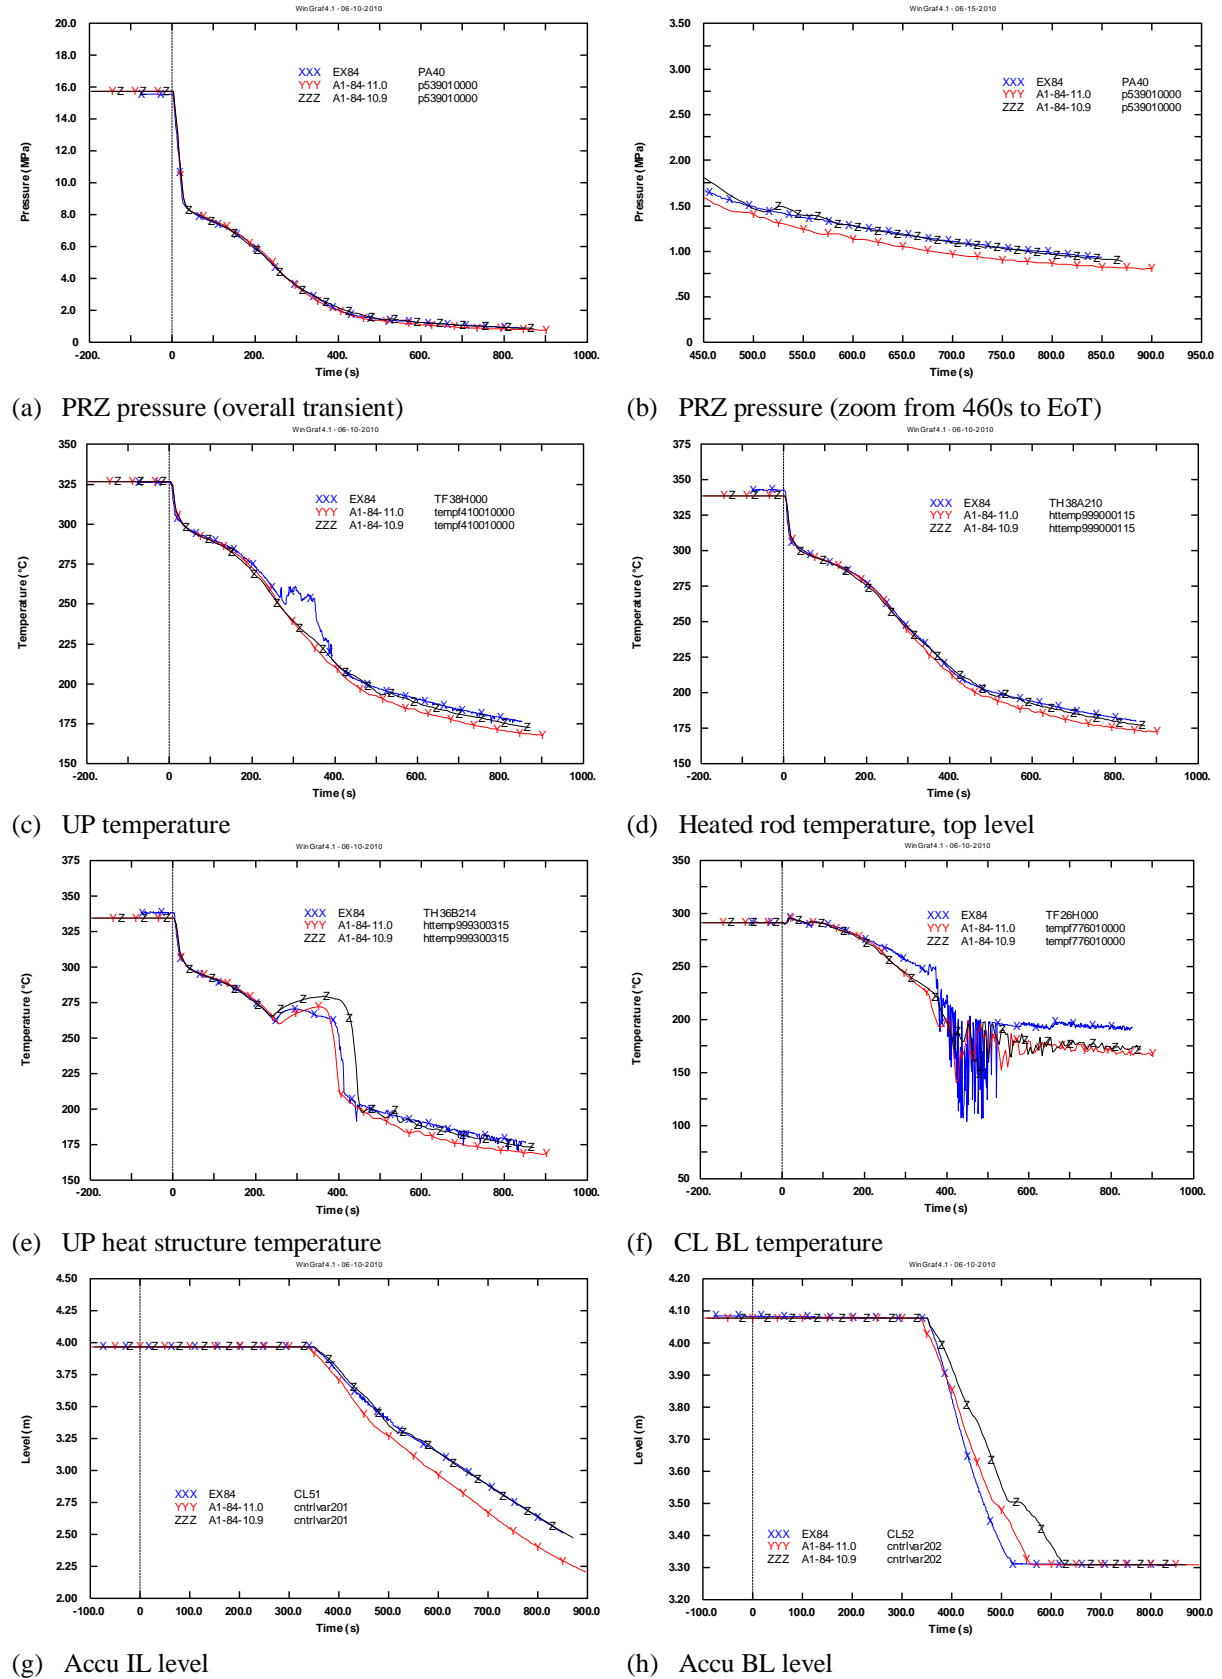 WinGraf 4.1 - 06-10-2010
20.0
18.0
16.0
14.0
12.0
10.0
8.0
6.0
4.0
2.0
0
Pressure (MPa)
XXX EX84 PA40
YYY A1-84-11.0 p539010000
ZZZ A1-84-10.9 p539010000
-200. 0 200. 400. 600. 800. 1000.
Time (s)
(a) PRZ pressure (overall transient)
WinGraf 4.1 - 06-15-2010
3.50
3.00
2.50
2.00
1.50
1.00
.50
0
Pressure (MPa)
XXX EX84 PA40
YYY A1-84-11.0 p539010000
ZZZ A1-84-10.9 p539010000
450.0 500.0 550.0 600.0 650.0 700.0 750.0 800.0 850.0 900.0 950.0
Time (s)
(b) PRZ pressure (zoom from 460s to EoT)
WinGraf 4.1 - 06-10-2010
350
325
300
275
250
225
200
175
150
Temperature (°C)
XXX EX84 TF38H000
YYY A1-84-11.0 tempf410010000
ZZZ A1-84-10.9 tempf410010000
-200. 0 200. 400. 600. 800. 1000.
Time (s)
(c) UP temperature
WinGraf 4.1 - 06-10-2010
375
350
325
300
275
250
225
200
175
150
Temperature (°C)
XXX EX84 TH38A210
YYY A1-84-11.0 httemp999000115
ZZZ A1-84-10.9 httemp999000115
-200. 0 200. 400. 600. 800. 1000.
Time (s)
(d) Heated rod temperature, top level
WinGraf 4.1 - 06-10-2010
375
350
325
300
275
250
225
200
175
150
Temperature (°C)
XXX EX84 TH36B214
YYY A1-84-11.0 httemp999300315
ZZZ A1-84-10.9 httemp999300315
-200. 0 200. 400. 600. 800. 1000.
Time (s)
(e) UP heat structure temperature
WinGraf 4.1 - 06-10-2010
350
300
250
200
150
100
50
Temperature (°C)
XXX EX84 TF26H000
YYY A1-84-11.0 tempf776010000
ZZZ A1-84-10.9 tempf776010000
-200. 0 200. 400. 600. 800. 1000.
Time (s)
(f) CL BL temperature
WinGraf 4.1 - 06-10-2010
4.50
4.25
4.00
3.75
3.50
3.25
3.00
2.75
2.50
2.25
2.00
Level (m)
XXX EX84 CL51
YYY A1-84-11.0 cntrlvar201
ZZZ A1-84-10.9 cntrlvar201
-100.0 0 100.0 200.0 300.0 400.0 500.0 600.0 700.0 800.0 900.0
Time (s)
(g) Accu IL level
WinGraf 4.1 - 06-10-2010
4.20
4.10
4.00
3.90
3.80
3.70
3.60
3.50
3.40
3.30
3.20
Level (m)
XXX EX84 CL52
YYY A1-84-11.0 cntrlvar202
ZZZ A1-84-10.9 cntrlvar202
-100.0 0 100.0 200.0 300.0 400.0 500.0 600.0 700.0 800.0 900.0
Time (s)
(h) Accu BL level